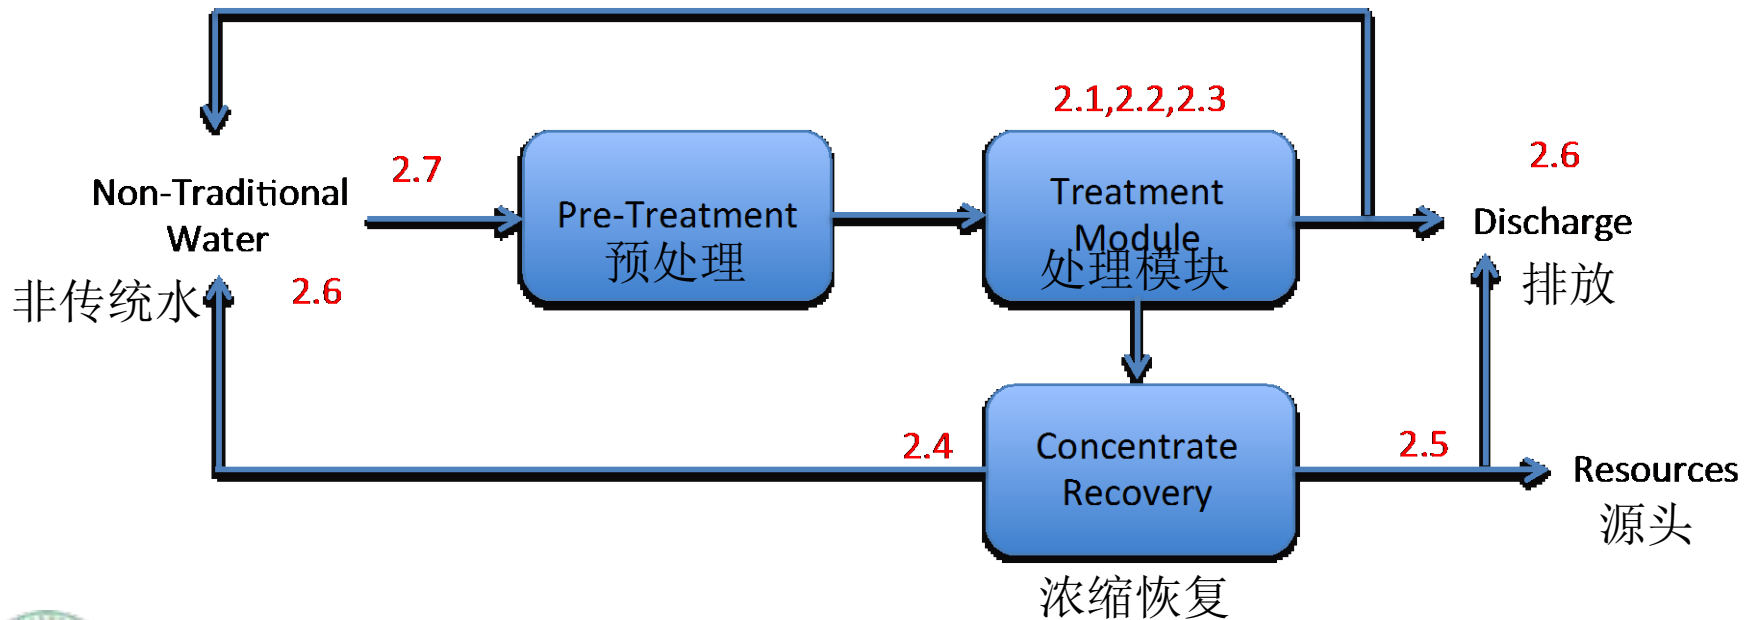 2.1,2.2,2.3
2.7
2.6
Non-Traditional
Water
非传统水
2.6
Pre-Treatment
预处理
Treatment
Module
处理模块
Discharge
排放
2.4
Concentrate
Recovery
浓缩恢复
2.5
Resources
源头